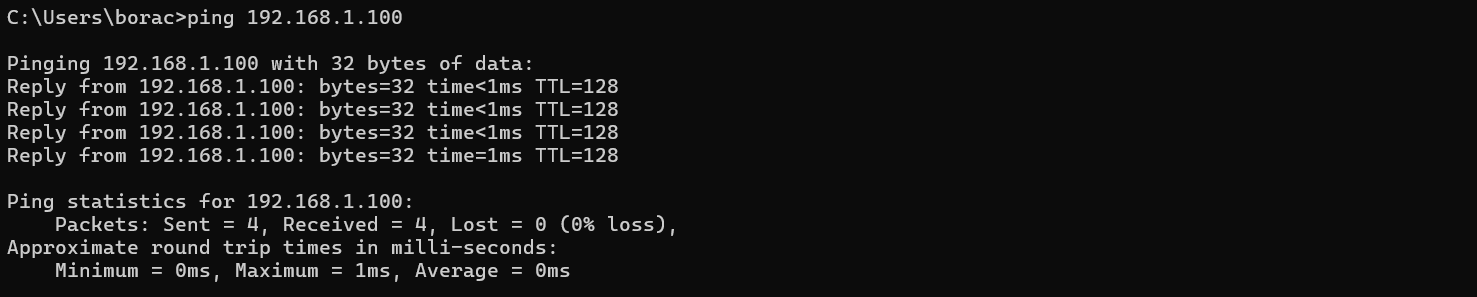 C:\Users\borac>ping 192.168.1.100
Pinging 192.168.1.100 with 32 bytes of data:
Reply from 192.168.1.100: bytes=32 time<1ms TTL=128
Reply from 192.168.1.100: bytes=32 time<1ms TTL=128
Reply from 192.168.1.100: bytes=32 time<1ms TTL=128
Reply from 192.168.1.100: bytes=32 time=1ms TTL=128
Ping statistics for 192.168.1.100:
    Packets: Sent = 4, Received = 4, Lost = 0 (0% loss),
Approximate round trip times in milli-seconds:
    Minimum = 0ms, Maximum = 1ms, Average = 0ms